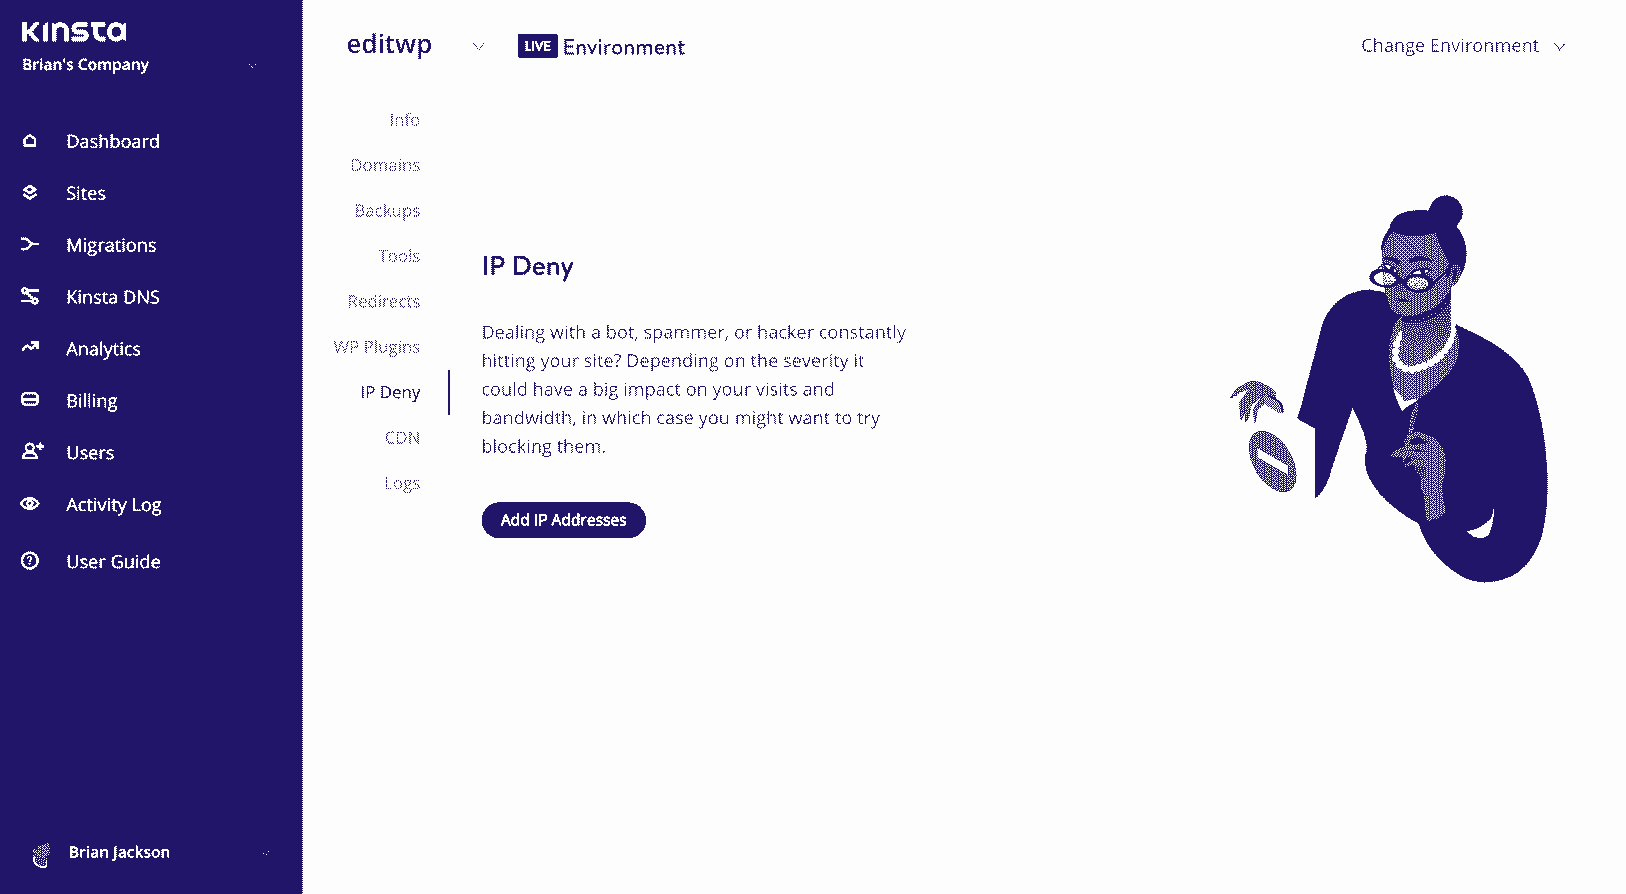 Kinsta
Brian's Company
Dashboard
Sites
Migrations
Kinsta DNS
Analytics
Billing
Users
Activity Log
User Guide
Brian Jackson
editwp
LIVE Environment
Change Environment
Info
Domains
Backups
Tools
Redirects
WP Plugins
IP Deny
CDN
Logs
IP Deny
Dealing with a bot, spammer, or hacker constantly
hitting your site? Depending on the severity it
could have a big impact on your visits and
bandwidth, in which case you might want to try
blocking them.
Add IP Addresses